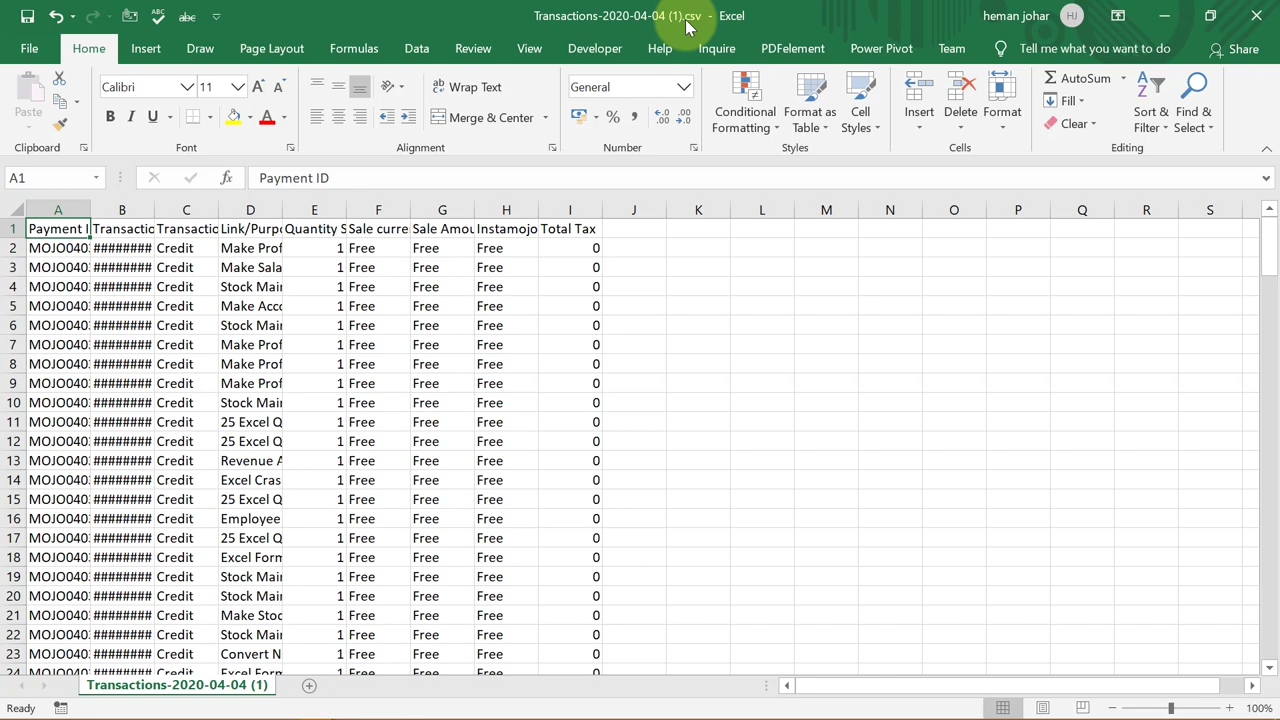 Transactions-2020-04-04 (1).csv - Excel
heman johar HJ
File Home Insert Draw Page Layout Formulas Data Review View Developer Help Inquire PDFelement Power Pivot Team Tell me what you want to do Share
Paste
Clipboard
Calibri 11
B I U
Font
Wrap Text
Merge & Center
Alignment
General
Number
Conditional Formatting
Format as Table
Cell Styles
Styles
Insert
Delete
Format
Cells
AutoSum
Fill
Clear
Sort & Filter
Find & Select
Editing
A1 fx Payment ID
A B C D E F G H I J K L M N O P Q R S
1 Payment I Transactio Transactio Link/Purpo Quantity S Sale curre Sale Amou Instamojo Total Tax
2 MOJO040 ######## Credit Make Prof 1 Free Free Free 0
3 MOJO040 ######## Credit Make Sala 1 Free Free Free 0
4 MOJO040 ######## Credit Stock Mai 1 Free Free Free 0
5 MOJO040 ######## Credit Make Acco 1 Free Free Free 0
6 MOJO040 ######## Credit Stock Mai 1 Free Free Free 0
7 MOJO040 ######## Credit Make Prof 1 Free Free Free 0
8 MOJO040 ######## Credit Make Prof 1 Free Free Free 0
9 MOJO040 ######## Credit Make Prof 1 Free Free Free 0
10 MOJO040 ######## Credit Stock Mai 1 Free Free Free 0
11 MOJO040 ######## Credit 25 Excel Q 1 Free Free Free 0
12 MOJO040 ######## Credit 25 Excel Q 1 Free Free Free 0
13 MOJO040 ######## Credit Revenue A 1 Free Free Free 0
14 MOJO040 ######## Credit Excel Cras 1 Free Free Free 0
15 MOJO040 ######## Credit 25 Excel Q 1 Free Free Free 0
16 MOJO040 ######## Credit Employee 1 Free Free Free 0
17 MOJO040 ######## Credit 25 Excel Q 1 Free Free Free 0
18 MOJO040 ######## Credit Excel Form 1 Free Free Free 0
19 MOJO040 ######## Credit Stock Mai 1 Free Free Free 0
20 MOJO040 ######## Credit Stock Mai 1 Free Free Free 0
21 MOJO040 ######## Credit Make Stoc 1 Free Free Free 0
22 MOJO040 ######## Credit Stock Mai 1 Free Free Free 0
23 MOJO040 ######## Credit Convert N 1 Free Free Free 0
24 MOJO040 ######## Credit Excel Form 1 Free Free Free 0
Transactions-2020-04-04 (1)
Ready 100%